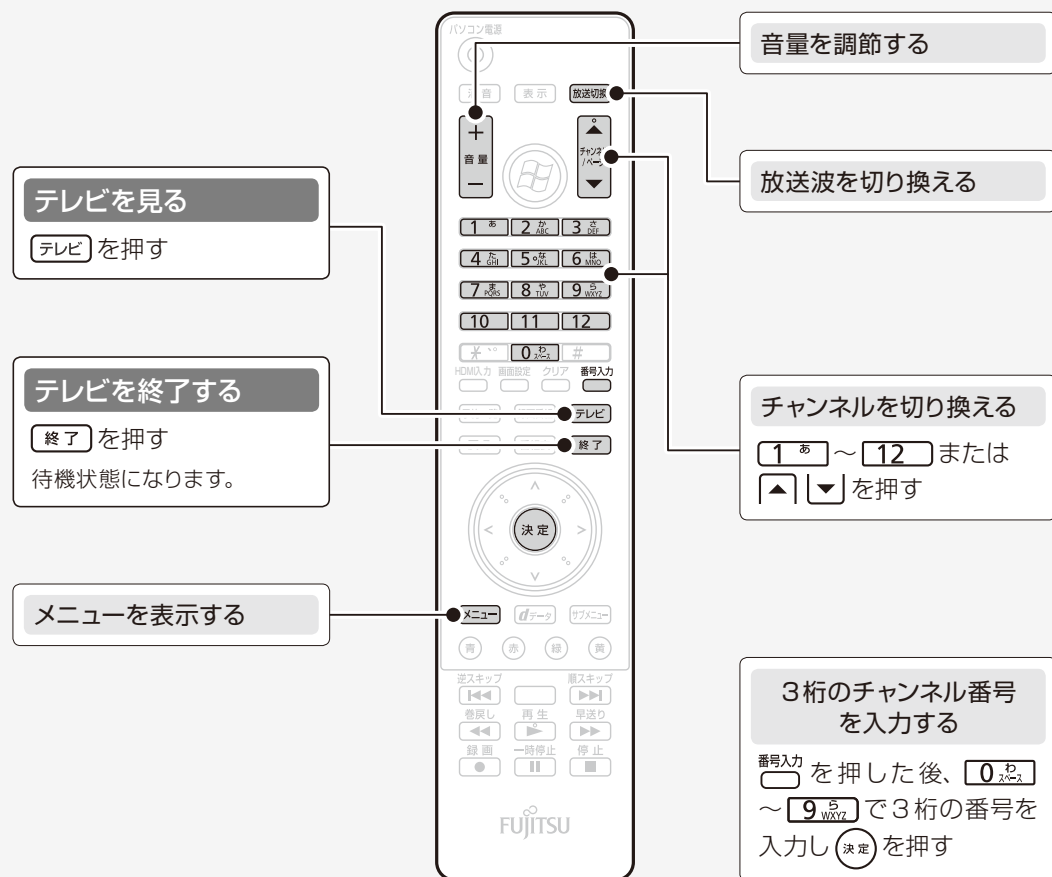 テレビを見る
テレビ を押す
テレビを終了する
終了 を押す
待機状態になります。
メニューを表示する
パソコン電源
消音 表示 放送切換
+
音量
−
チャンネル
/ページ
1 あ 2 か ABC 3 さ DEF
4 た GHI 5 な JKL 6 は MNO
7 ま PQRS 8 や TUV 9 ら WXYZ
10 11 12
＊ ゛゜ 0 わ スペース #
HDMI入力 画面設定 クリア 番号入力
テレビ
終了
決定
メニュー dデータ サブメニュー
青 赤 緑 黄
逆スキップ 順スキップ
巻戻し 再生 早送り
録画 一時停止 停止
FUJITSU
音量を調節する
放送波を切り換える
チャンネルを切り換える
1 あ ～ 12 または
▲ ▼ を押す
3桁のチャンネル番号
を入力する
番号入力 を押した後、 0 わ スペース
～ 9 ら WXYZ で3桁の番号を
入力し 決定 を押す